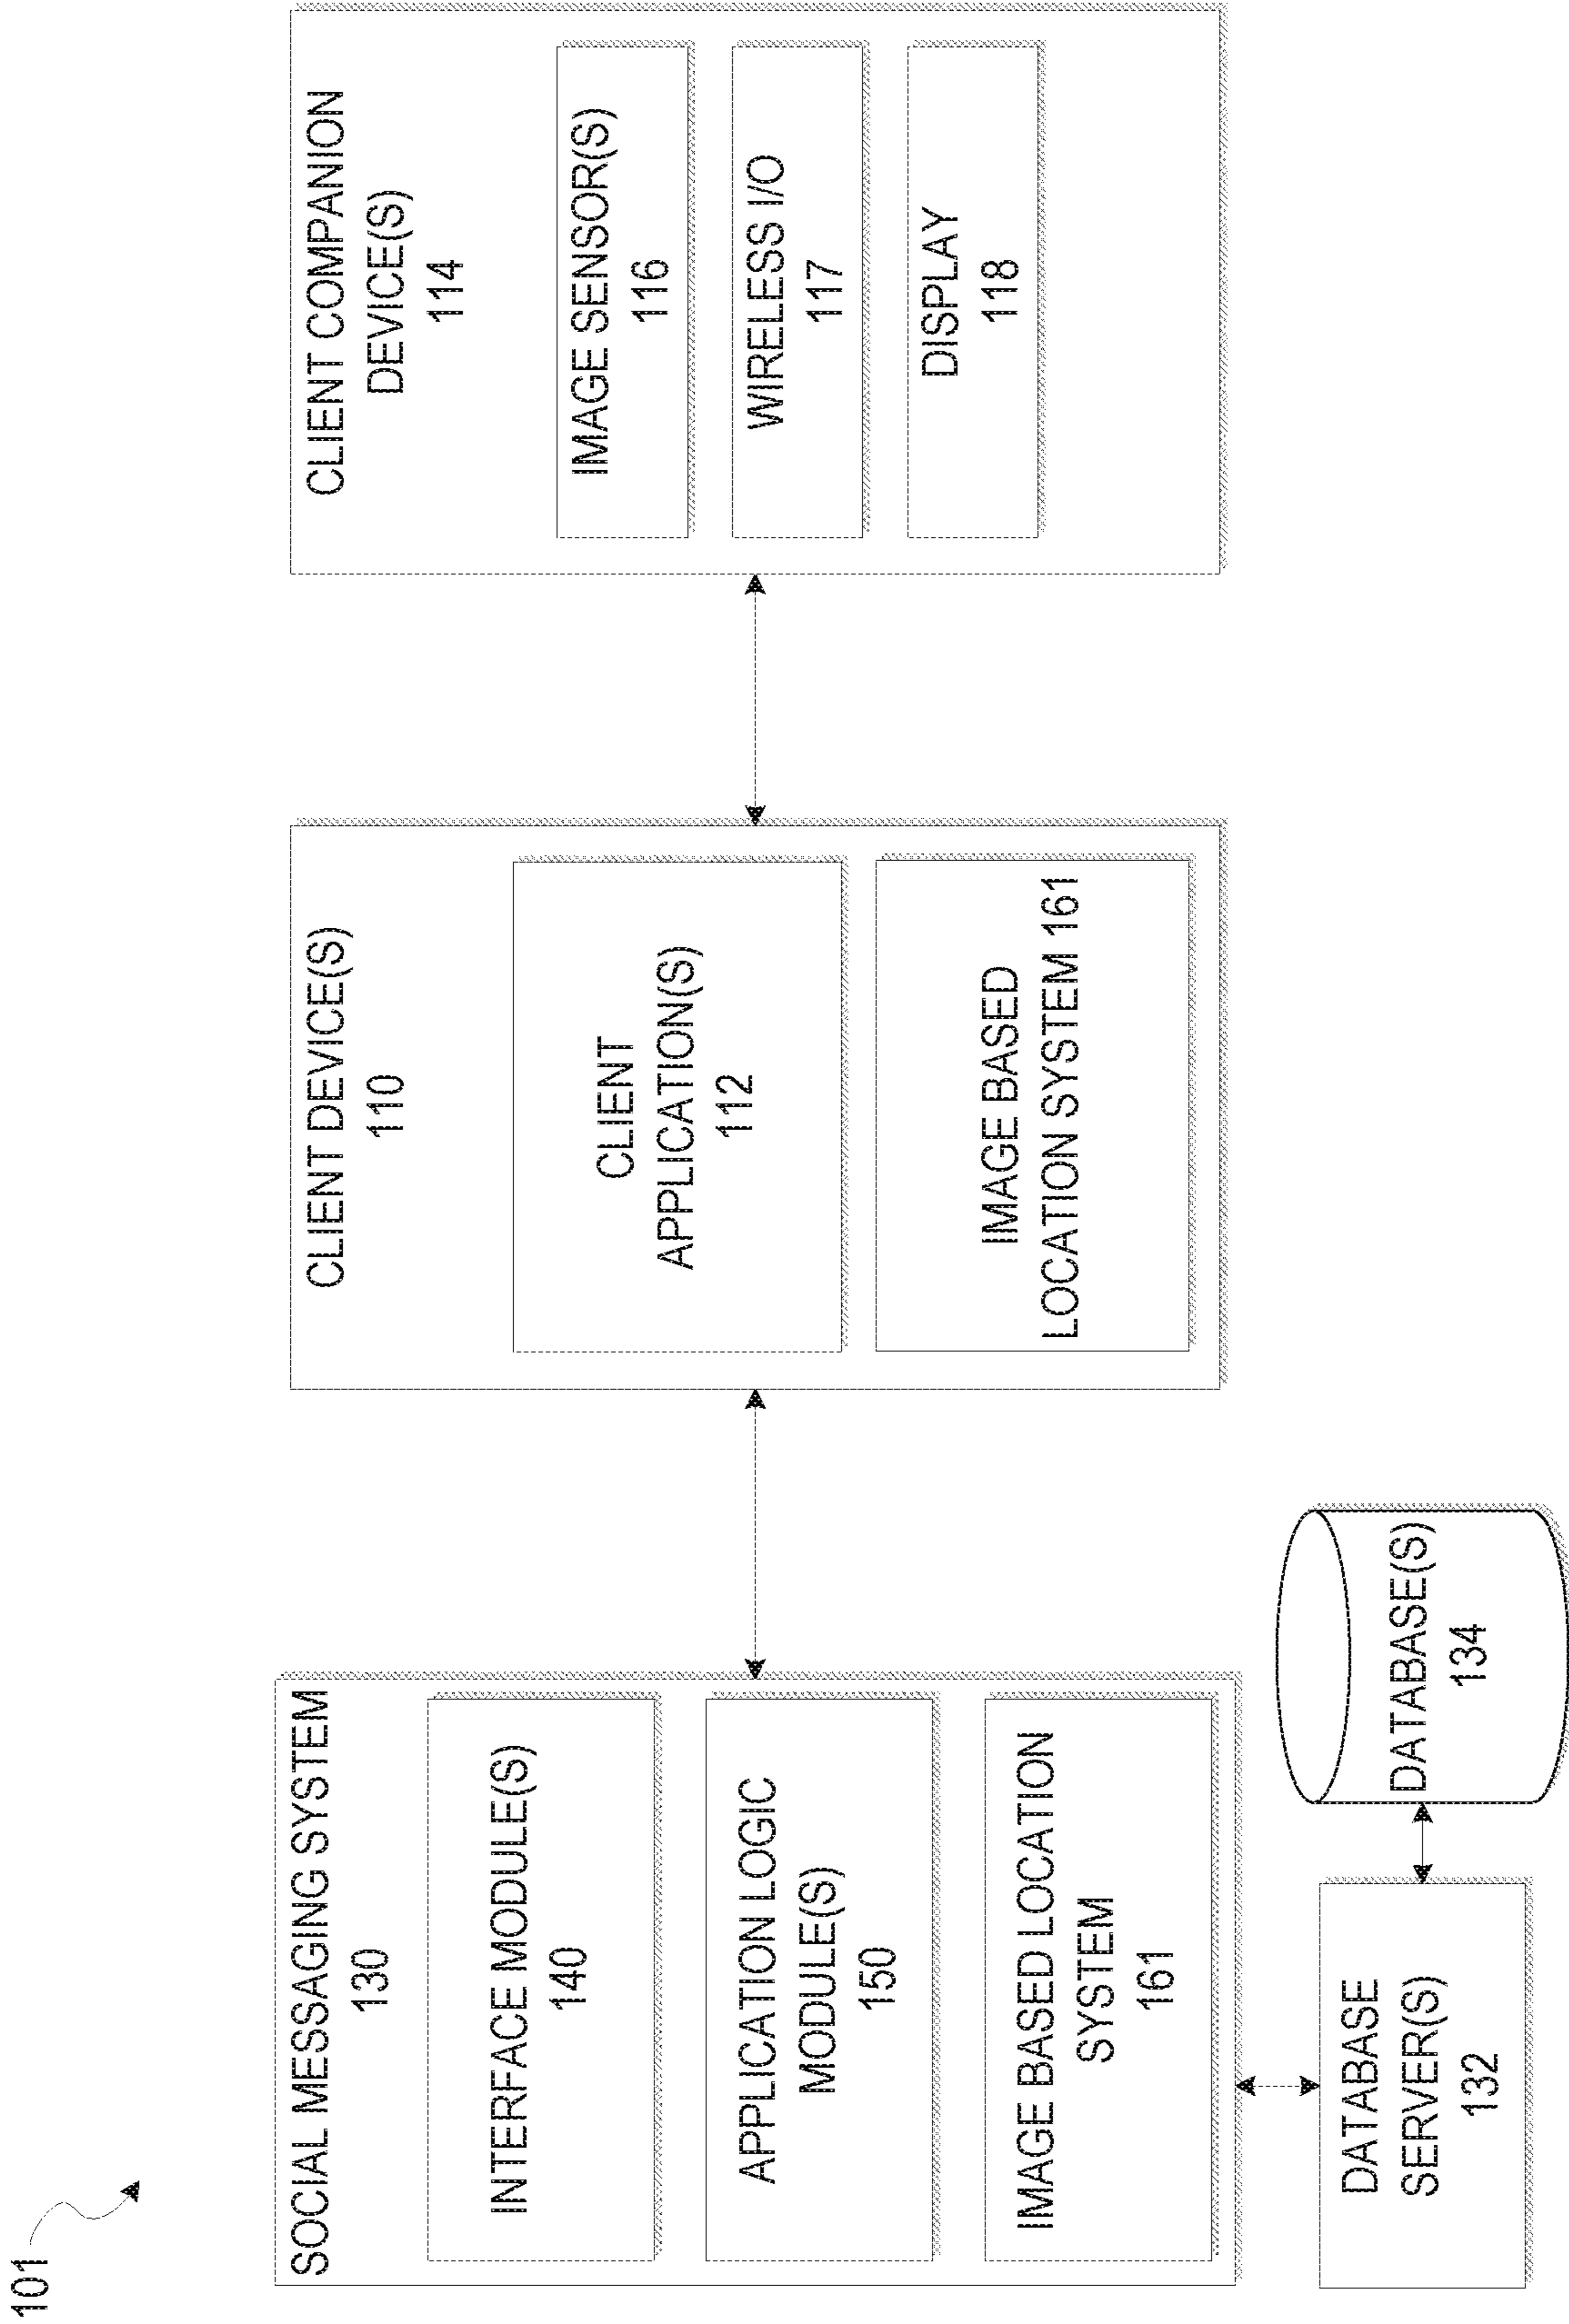 101
SOCIAL MESSAGING SYSTEM
130
INTERFACE MODULE(S)
140
APPLICATION LOGIC
MODULE(S)
150
IMAGE BASED LOCATION
SYSTEM
161
DATABASE
SERVER(S)
132
DATABASE(S)
134
CLIENT DEVICE(S)
110
CLIENT
APPLICATION(S)
112
IMAGE BASED
LOCATION SYSTEM 161
CLIENT COMPANION
DEVICE(S)
114
IMAGE SENSOR(S)
116
WIRELESS I/O
117
DISPLAY
118